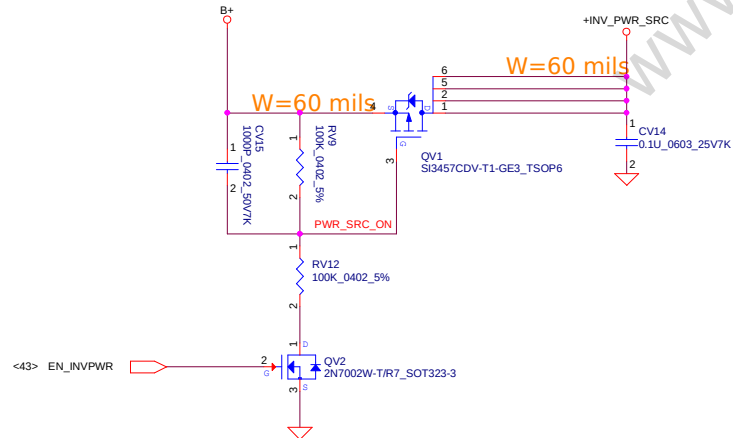 B+
+INV_PWR_SRC
www
W=60 mils
W=60 mils
6
5
2
1
4
S
D
G
3
QV1
SI3457CDV-T1-GE3_TSOP6
1
CV14
0.1U_0603_25V7K
2
1
2
CV15
1000P_0402_50V7K
1
2
RV9
100K_0402_5%
PWR_SRC_ON
1
RV12
100K_0402_5%
2
<43> EN_INVPWR
2
G
1
D
QV2
2N7002W-T/R7_SOT323-3
3
S